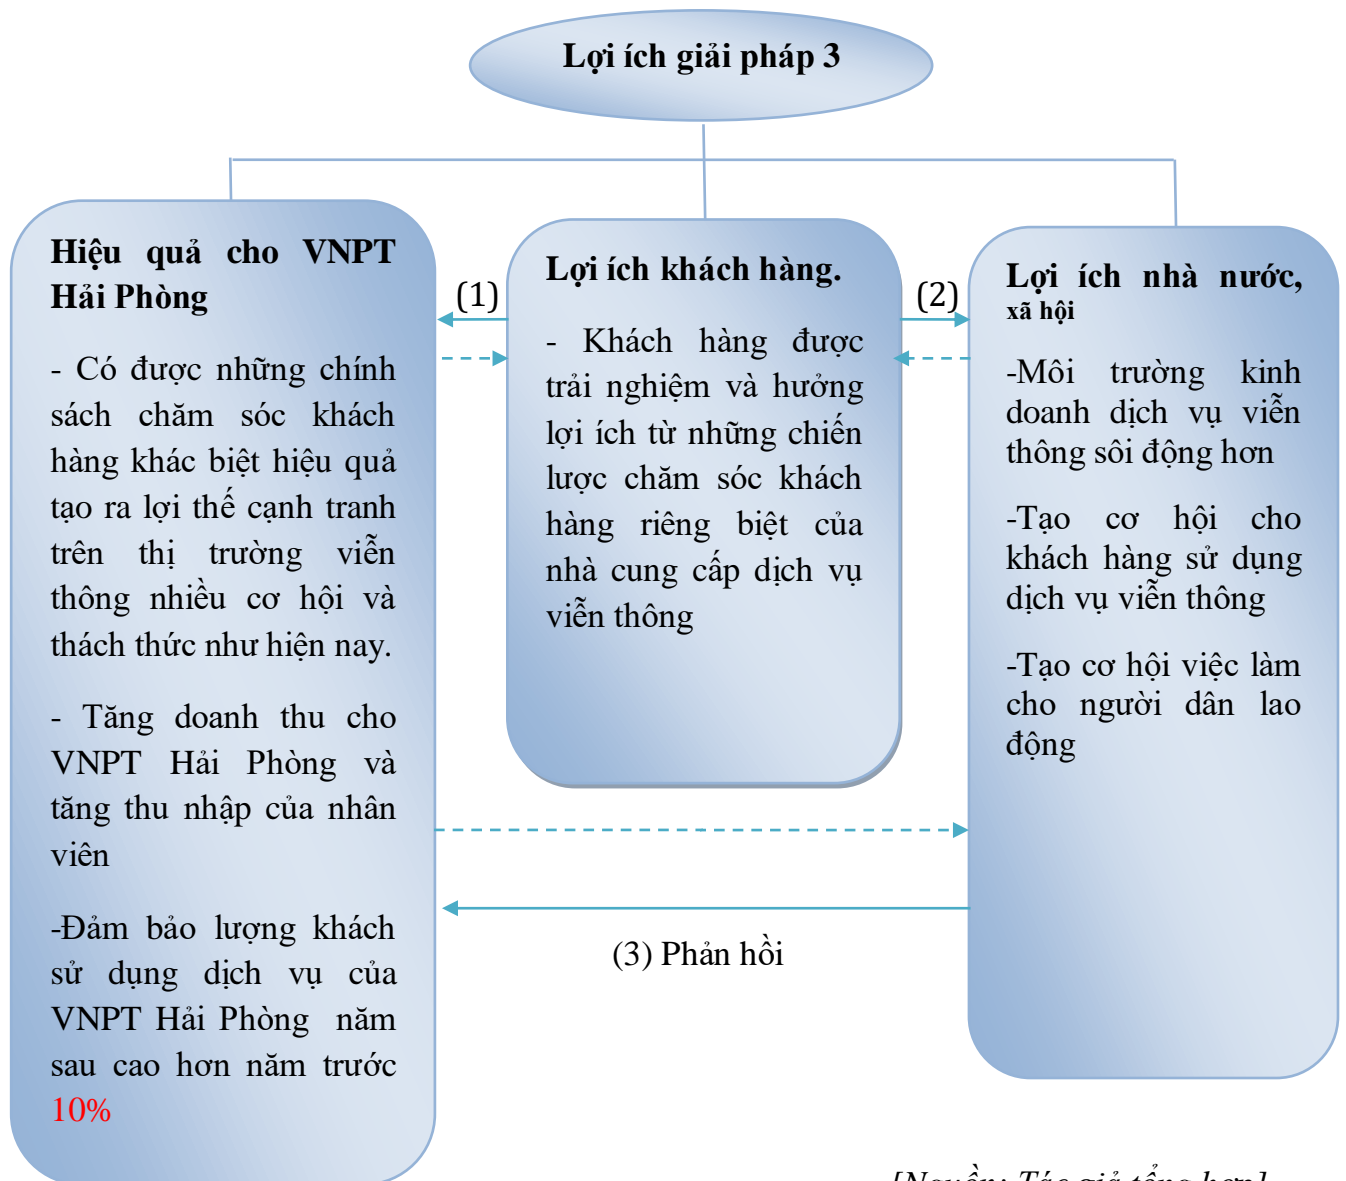 Lợi ích giải pháp 3
Hiệu quả cho VNPT
Hải Phòng
- Có được những chính
sách chăm sóc khách
hàng khác biệt hiệu quả
tạo ra lợi thế cạnh tranh
trên thị trường viễn
thông nhiều cơ hội và
thách thức như hiện nay.
- Tăng doanh thu cho
VNPT Hải Phòng và
tăng thu nhập của nhân
viên
-Đảm bảo lượng khách
sử dụng dịch vụ của
VNPT Hải Phòng năm
sau cao hơn năm trước
10%
(1)
Lợi ích khách hàng.
- Khách hàng được
trải nghiệm và hưởng
lợi ích từ những chiến
lược chăm sóc khách
hàng riêng biệt của
nhà cung cấp dịch vụ
viễn thông
(2)
Lợi ích nhà nước,
xã hội
-Môi trường kinh
doanh dịch vụ viễn
thông sôi động hơn
-Tạo cơ hội cho
khách hàng sử dụng
dịch vụ viễn thông
-Tạo cơ hội việc làm
cho người dân lao
động
(3) Phản hồi
[Nguồn: Tác giả tổng hợp]